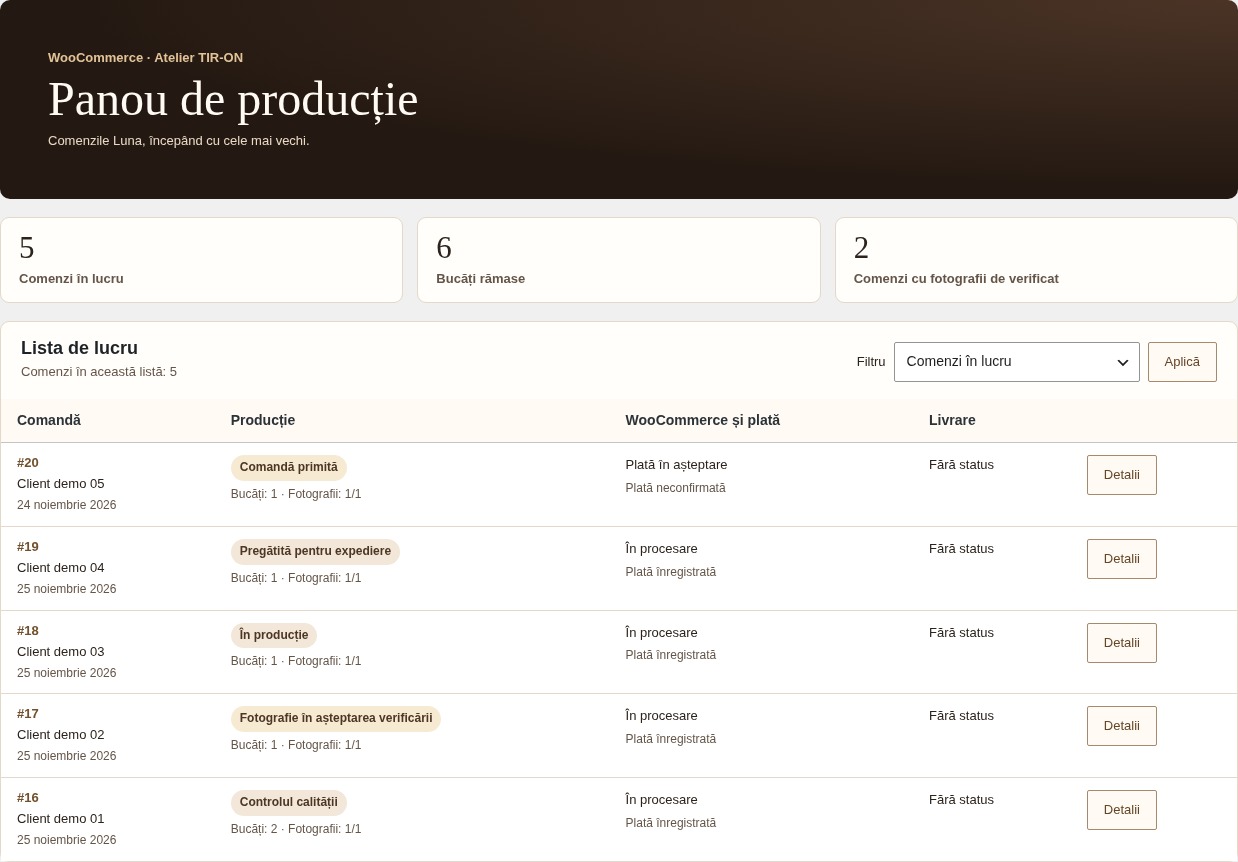 WooCommerce · Atelier TIR-ON
Panou de producție
Comenzile Luna, începând cu cele mai vechi.
5
Comenzi în lucru
6
Bucăți rămase
2
Comenzi cu fotografii de verificat
Lista de lucru
Comenzi în această listă: 5
Filtru Comenzi în lucru Aplică
Comandă Producție WooCommerce și plată Livrare
#20
Client demo 05
24 noiembrie 2026
Comandă primită
Bucăți: 1 · Fotografii: 1/1
Plată în așteptare
Plată neconfirmată
Fără status
Detalii
#19
Client demo 04
25 noiembrie 2026
Pregătită pentru expediere
Bucăți: 1 · Fotografii: 1/1
În procesare
Plată înregistrată
Fără status
Detalii
#18
Client demo 03
25 noiembrie 2026
În producție
Bucăți: 1 · Fotografii: 1/1
În procesare
Plată înregistrată
Fără status
Detalii
#17
Client demo 02
25 noiembrie 2026
Fotografie în așteptarea verificării
Bucăți: 1 · Fotografii: 1/1
În procesare
Plată înregistrată
Fără status
Detalii
#16
Client demo 01
25 noiembrie 2026
Controlul calității
Bucăți: 2 · Fotografii: 1/1
În procesare
Plată înregistrată
Fără status
Detalii